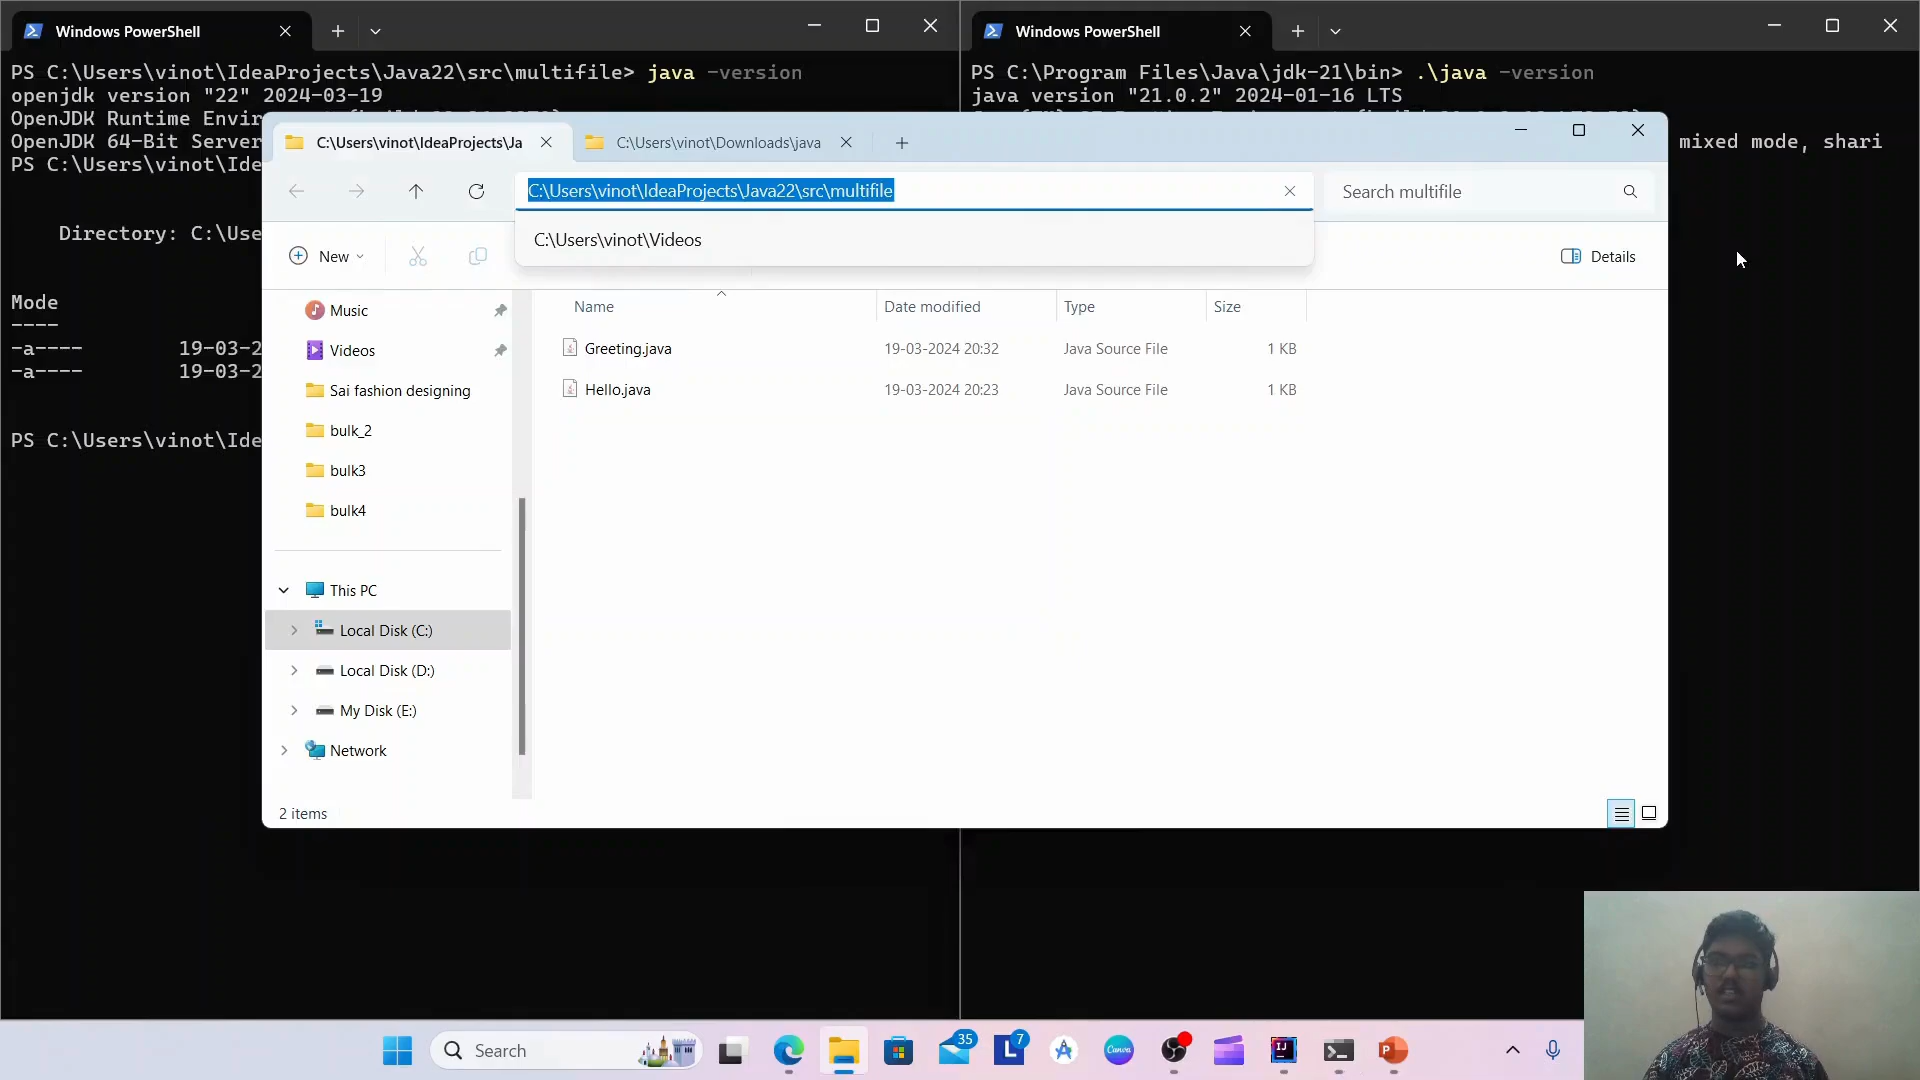 Windows PowerShell
PS C:\Users\vinot\IdeaProjects\Java22\src\multifile> java -version
openjdk version "22" 2024-03-19
OpenJDK Runtime Envir
OpenJDK 64-Bit Server
PS C:\Users\vinot\Ide
Directory: C:\Use
Mode
----
-a---- 19-03-2
-a---- 19-03-2
PS C:\Users\vinot\Ide
Windows PowerShell
PS C:\Program Files\Java\jdk-21\bin> .\java -version
java version "21.0.2" 2024-01-16 LTS
mixed mode, shari
C:\Users\vinot\IdeaProjects\Ja
C:\Users\vinot\Downloads\java
C:\Users\vinot\IdeaProjects\Java22\src\multifile
Search multifile
C:\Users\vinot\Videos
New
Details
Music
Videos
Sai fashion designing
bulk_2
bulk3
bulk4
This PC
Local Disk (C:)
Local Disk (D:)
My Disk (E:)
Network
Name Date modified Type Size
Greeting.java 19-03-2024 20:32 Java Source File 1 KB
Hello.java 19-03-2024 20:23 Java Source File 1 KB
2 items
Search
35
L 7
Canva
IJ
P